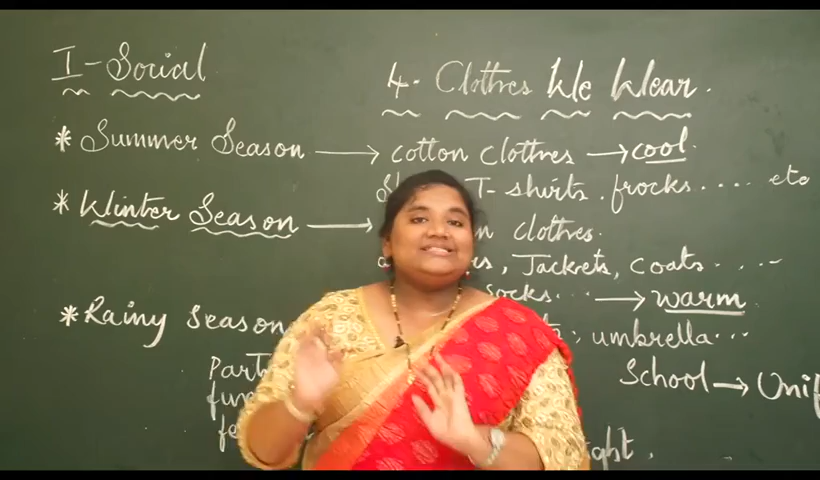 I - Social
4. Clothes We Wear.
* Summer Season → cotton clothes → cool
T-shirts. frocks.... etc
* Winter Season → clothes.
, Jackets, coats....
socks... → warm
* Rainy season umbrella...
School →